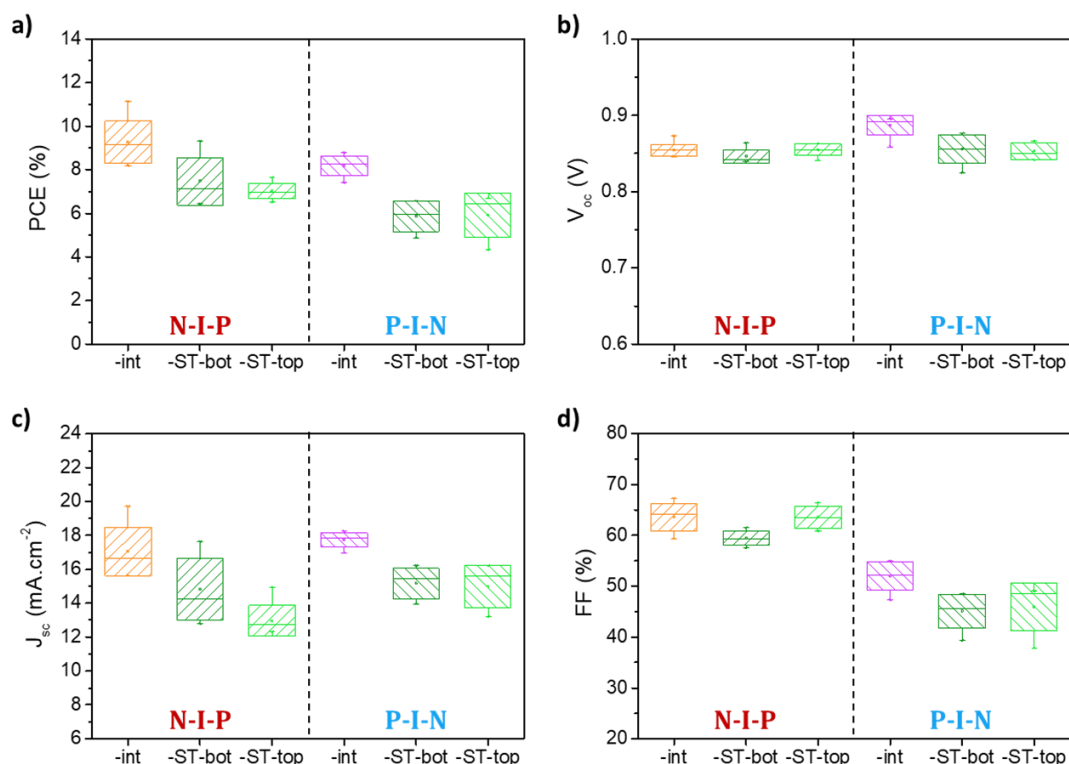 a)
14
12
10
8
6
4
2
0
PCE (%)
N-I-P
P-I-N
-int
-ST-bot
-ST-top
-int
-ST-bot
-ST-top
b)
1.0
0.9
0.8
0.7
0.6
Voc (V)
N-I-P
P-I-N
-int
-ST-bot
-ST-top
-int
-ST-bot
-ST-top
c)
24
22
20
18
16
14
12
10
8
6
Jsc (mA.cm⁻²)
N-I-P
P-I-N
-int
-ST-bot
-ST-top
-int
-ST-bot
-ST-top
d)
80
70
60
50
40
30
20
FF (%)
N-I-P
P-I-N
-int
-ST-bot
-ST-top
-int
-ST-bot
-ST-top